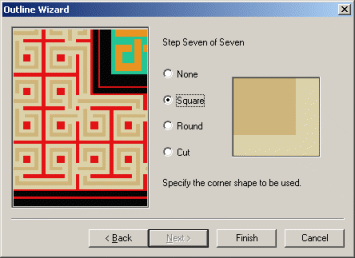 Outline Wizard
Step Seven of Seven
None
Square
Round
Cut
Specify the corner shape to be used.
< Back
Next >
Finish
Cancel